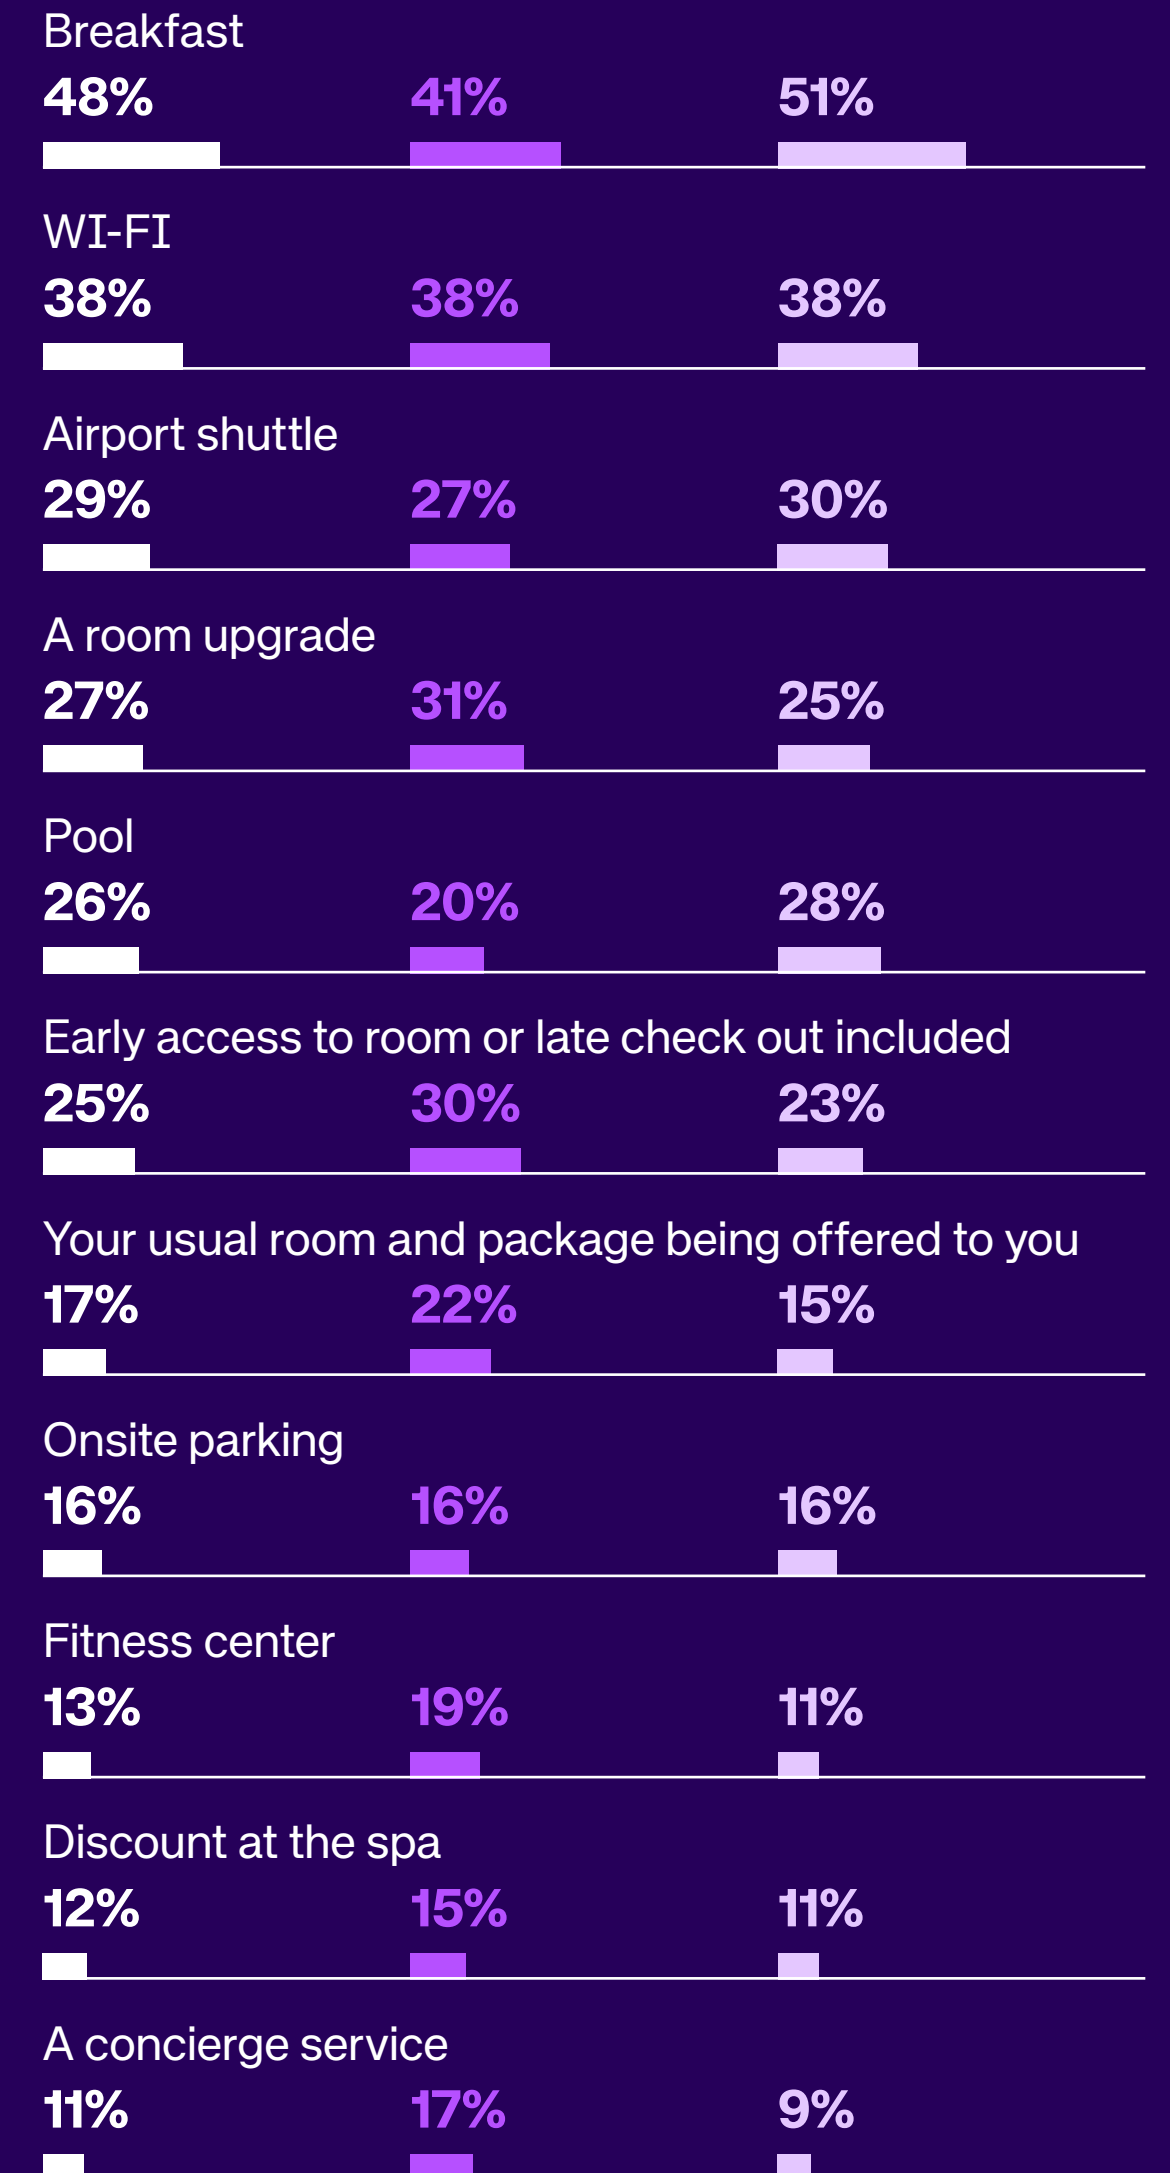 Breakfast
48% 41% 51%
WI-FI
38% 38% 38%
Airport shuttle
29% 27% 30%
A room upgrade
27% 31% 25%
Pool
26% 20% 28%
Early access to room or late check out included
25% 30% 23%
Your usual room and package being offered to you
17% 22% 15%
Onsite parking
16% 16% 16%
Fitness center
13% 19% 11%
Discount at the spa
12% 15% 11%
A concierge service
11% 17% 9%